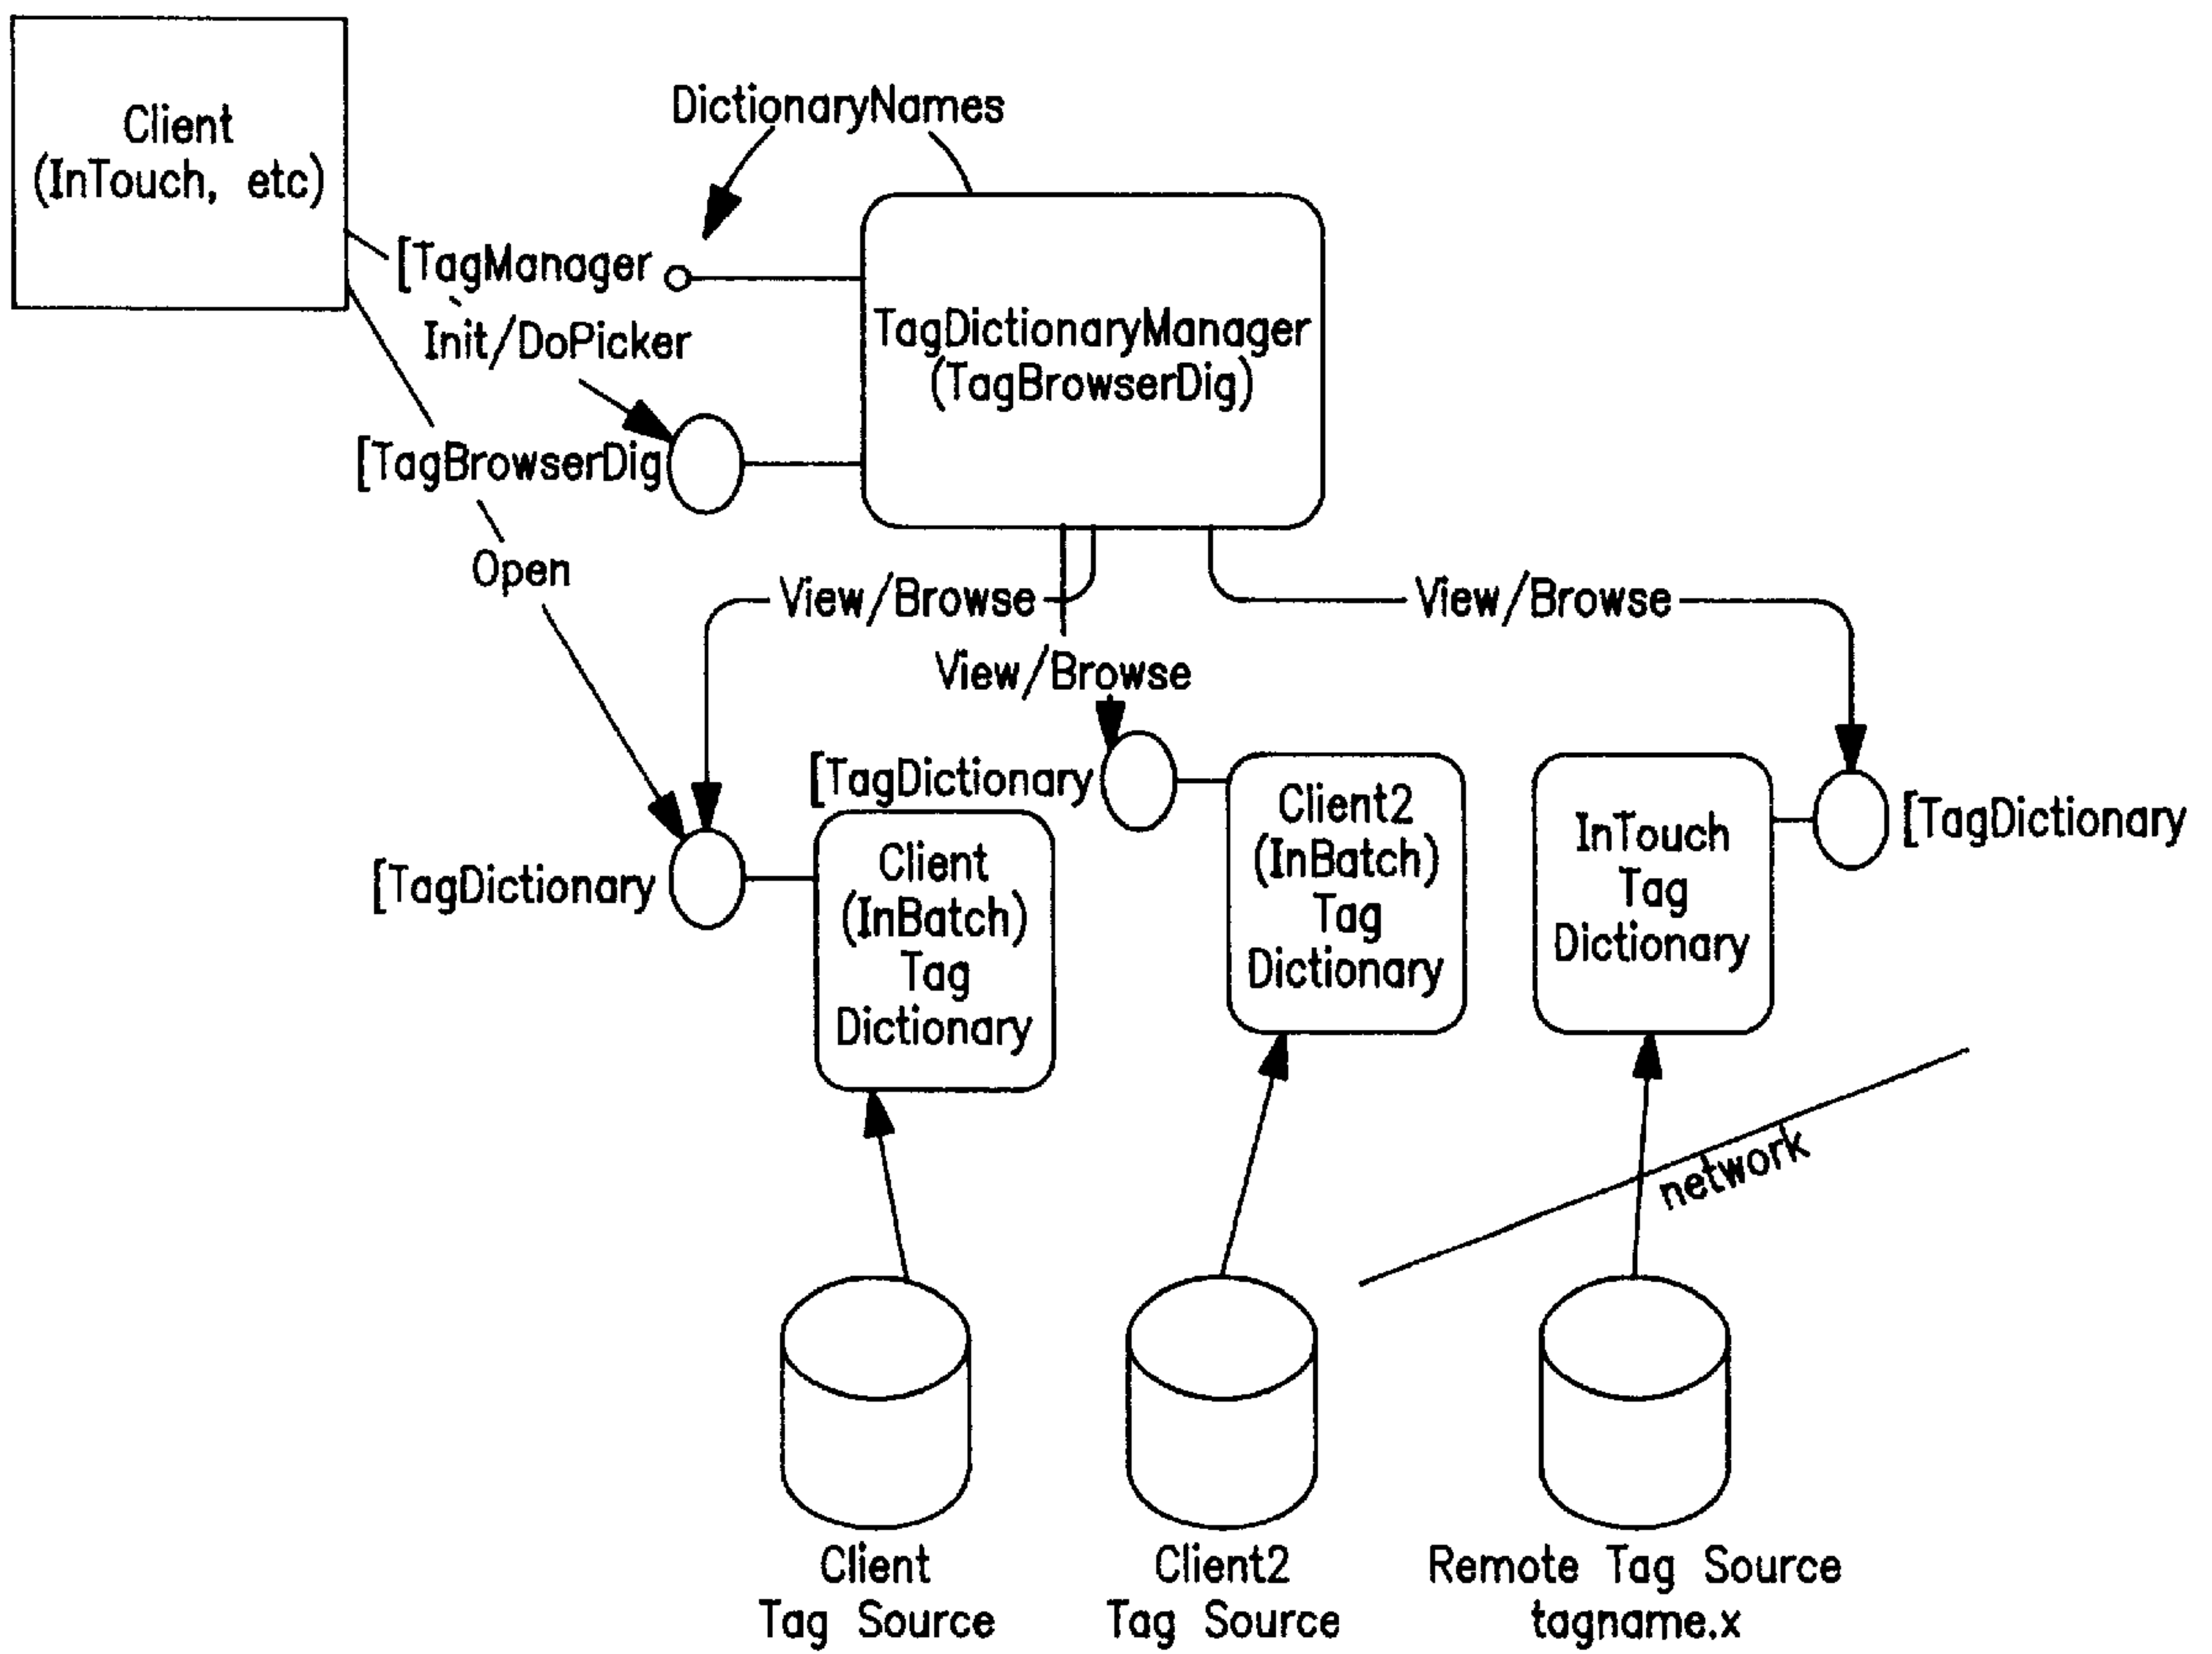 Client
(InTouch, etc)
DictionaryNames
[TagManager
Init/DoPicker
TagDictionaryManager
(TagBrowserDig)
[TagBrowserDig
Open
View/Browse
View/Browse
View/Browse
[TagDictionary
Client2
(InBatch)
Tag
Dictionary
InTouch
Tag
Dictionary
[TagDictionary
[TagDictionary
Client
(InBatch)
Tag
Dictionary
network
Client
Tag Source
Client2
Tag Source
Remote Tag Source
tagname.x